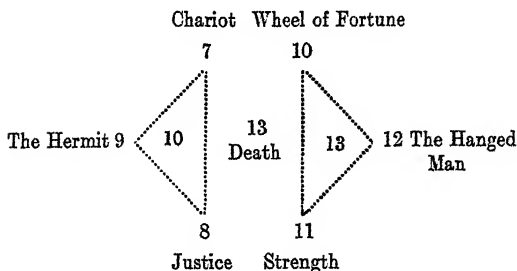 Chariot Wheel of Fortune
7 10
The Hermit 9 10 13 13 12 The Hanged
Death Man
8 11
Justice Strength